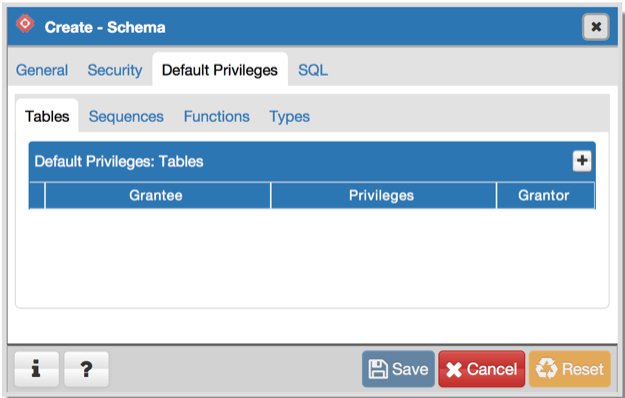 Create - Schema
General Security Default Privileges SQL
Tables Sequences Functions Types
Default Privileges: Tables
Grantee Privileges Grantor
i ? Save Cancel Reset